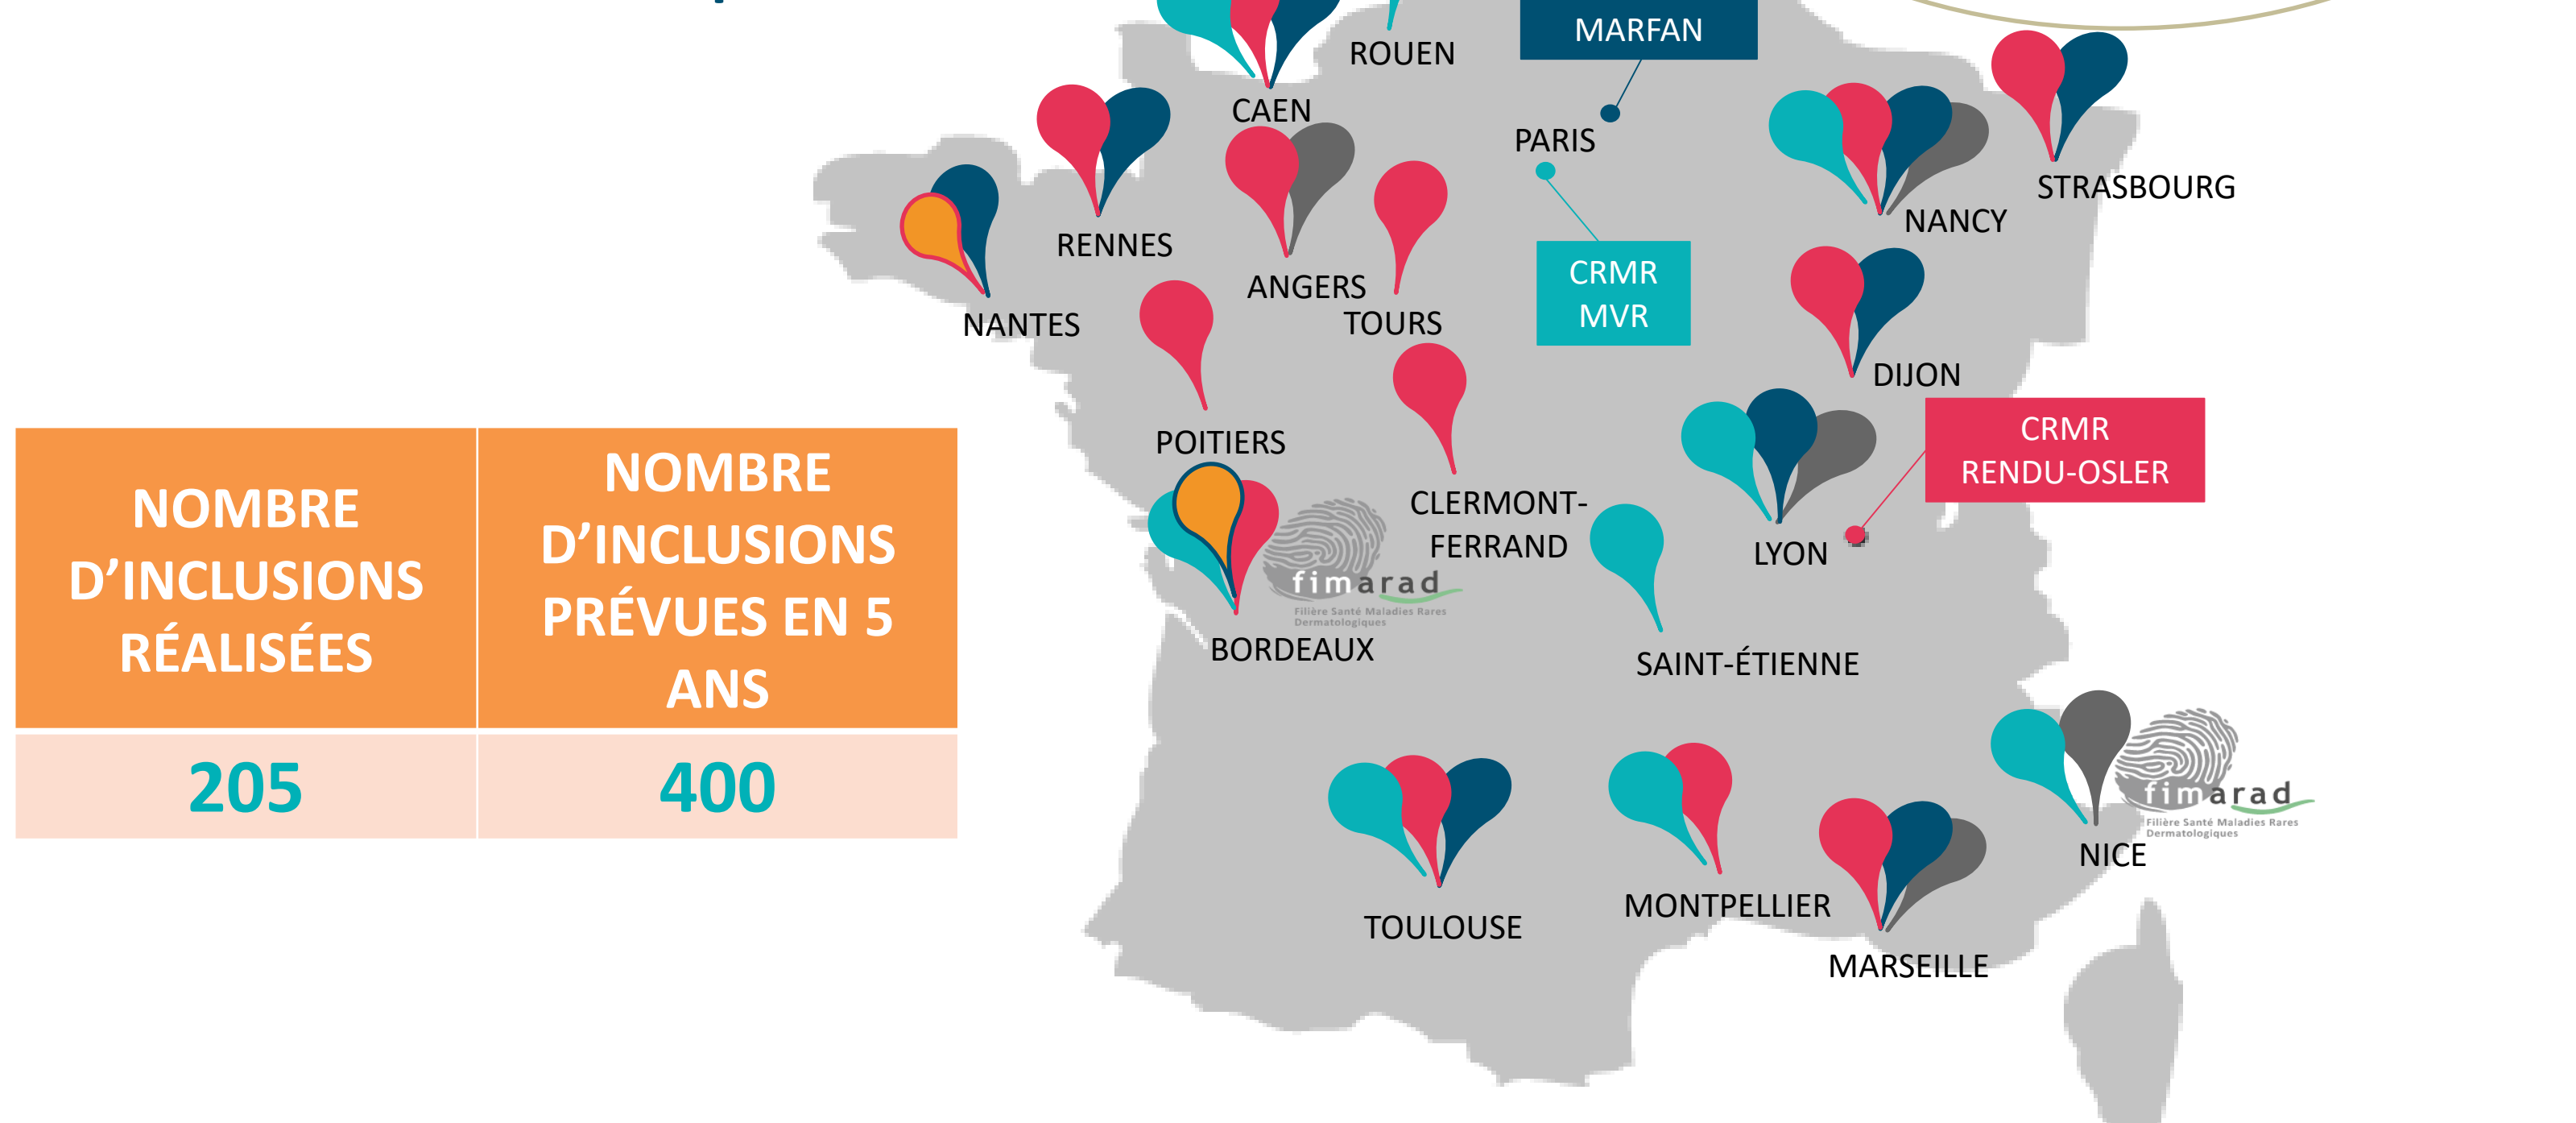 MARFAN
ROUEN
CAEN
PARIS
STRASBOURG
NANCY
RENNES
ANGERS
CRMR
MVR
NANTES
TOURS
DIJON
NOMBRE
D'INCLUSIONS
RÉALISÉES
NOMBRE
D'INCLUSIONS
PRÉVUES EN 5
ANS
205
400
POITIERS
CRMR
RENDU-OSLER
CLERMONT-
FERRAND
LYON
fimarad
Filière Santé Maladies Rares
Dermatologiques
BORDEAUX
SAINT-ÉTIENNE
fimarad
Filière Santé Maladies Rares
Dermatologiques
NICE
MONTPELLIER
TOULOUSE
MARSEILLE